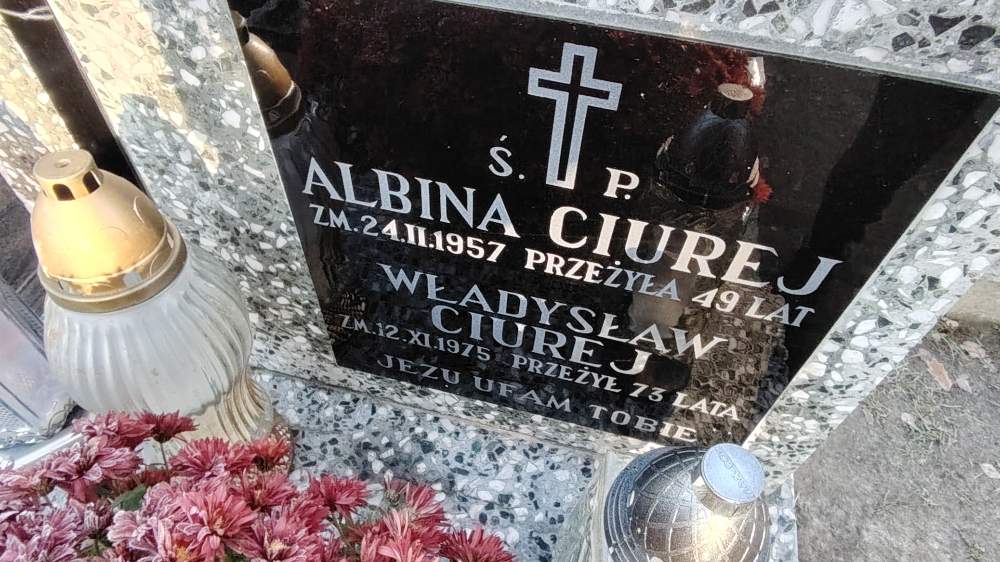 Ś. P.
ALBINA CIUREJ
ZM. 24.II.1957 PRZEŻYŁA 49 LAT
WŁADYSŁAW
CIUREJ
ZM. 12.XI.1975 PRZEŻYŁ 73 LATA
JEZU UFAM TOBIE